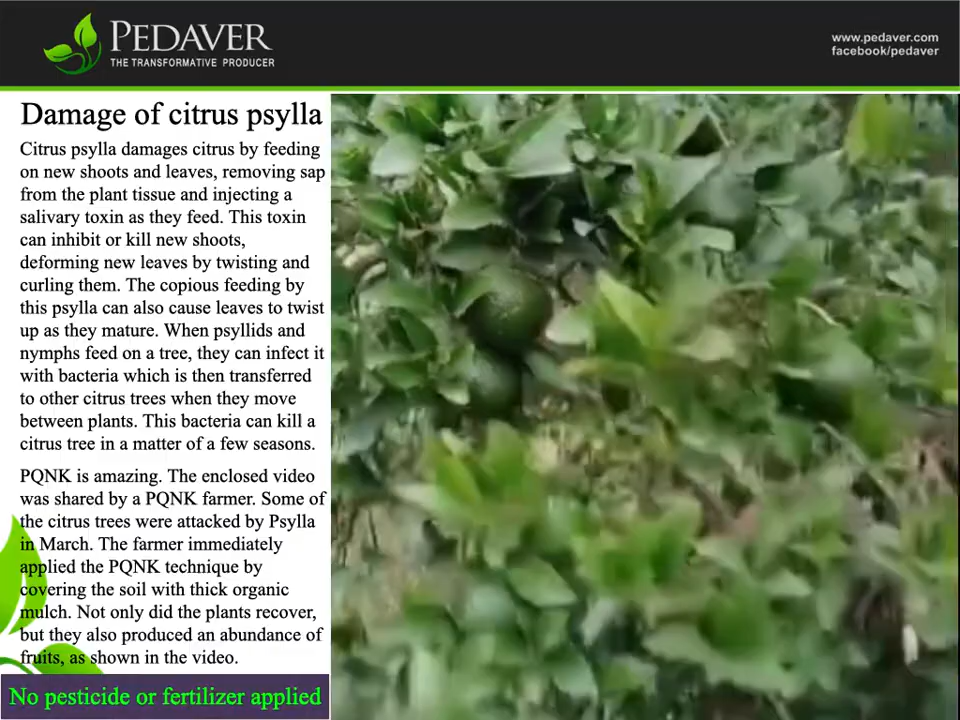 PEDAVER
THE TRANSFORMATIVE PRODUCER
www.pedaver.com
facebook/pedaver
Damage of citrus psylla
Citrus psylla damages citrus by feeding
on new shoots and leaves, removing sap
from the plant tissue and injecting a
salivary toxin as they feed. This toxin
can inhibit or kill new shoots,
deforming new leaves by twisting and
curling them. The copious feeding by
this psylla can also cause leaves to twist
up as they mature. When psyllids and
nymphs feed on a tree, they can infect it
with bacteria which is then transferred
to other citrus trees when they move
between plants. This bacteria can kill a
citrus tree in a matter of a few seasons.
PQNK is amazing. The enclosed video
was shared by a PQNK farmer. Some of
the citrus trees were attacked by Psylla
in March. The farmer immediately
applied the PQNK technique by
covering the soil with thick organic
mulch. Not only did the plants recover,
but they also produced an abundance of
fruits, as shown in the video.
No pesticide or fertilizer applied